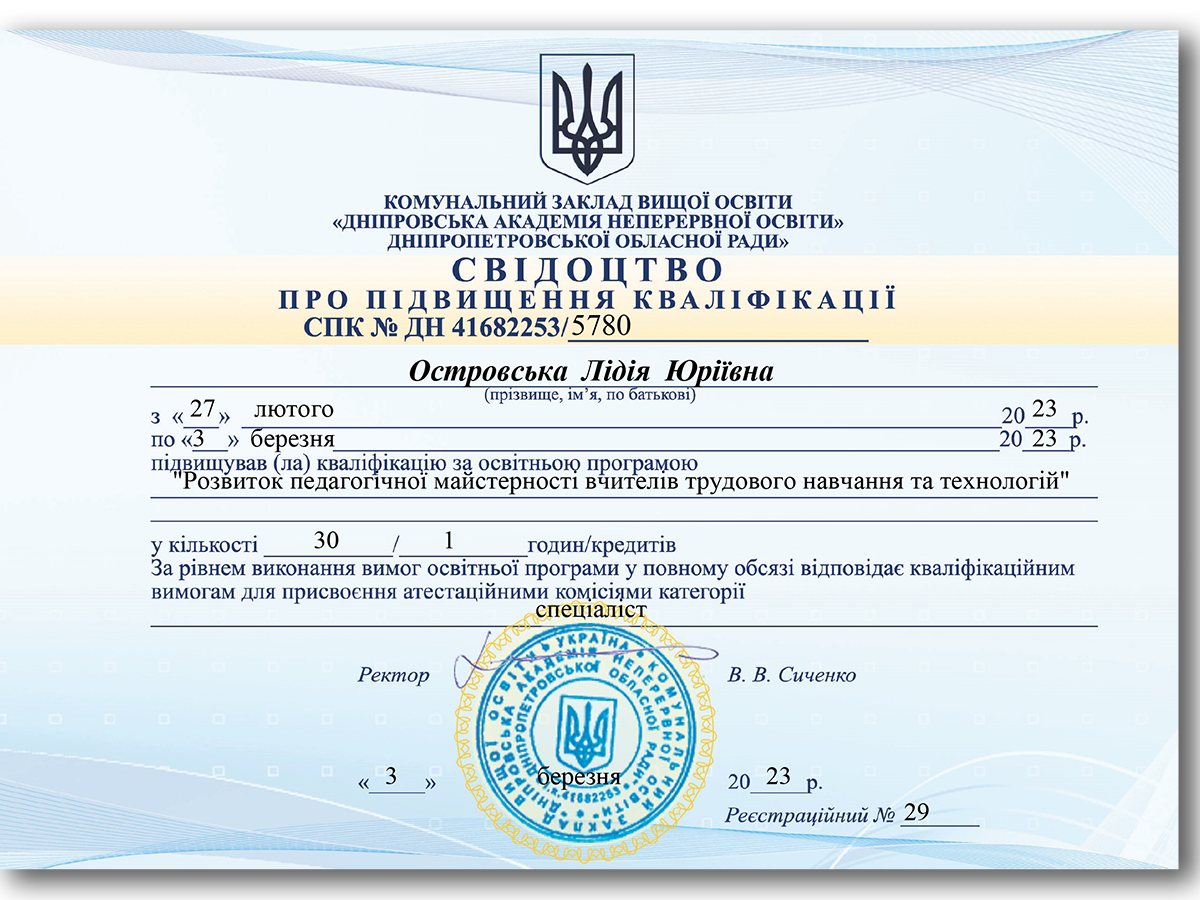 КОМУНАЛЬНИЙ ЗАКЛАД ВИЩОЇ ОСВІТИ
«ДНІПРОВСЬКА АКАДЕМІЯ НЕПЕРЕРВНОЇ ОСВІТИ»
ДНІПРОПЕТРОВСЬКОЇ ОБЛАСНОЇ РАДИ»
СВІДОЦТВО
ПРО ПІДВИЩЕННЯ КВАЛІФІКАЦІЇ
СПК № ДН 41682253/5780
Островська Лідія Юріївна
(прізвище, ім’я, по батькові)
з «27» лютого 2023 р.
по «3» березня 2023 р.
підвищував (ла) кваліфікацію за освітньою програмою
"Розвиток педагогічної майстерності вчителів трудового навчання та технологій"
у кількості 30 / 1 годин/кредитів
За рівнем виконання вимог освітньої програми у повному обсязі відповідає кваліфікаційним
вимогам для присвоєння атестаційними комісіями категорії
спеціаліст
Ректор В. В. Сиченко
УКРАЇНА * КОМУНАЛЬНИЙ ЗАКЛАД ВИЩОЇ ОСВІТИ
«ДНІПРОВСЬКА АКАДЕМІЯ НЕПЕРЕРВНОЇ ОСВІТИ»
ДНІПРОПЕТРОВСЬКОЇ ОБЛАСНОЇ РАДИ»
41682253
«3» березня 2023 р.
Реєстраційний № 29